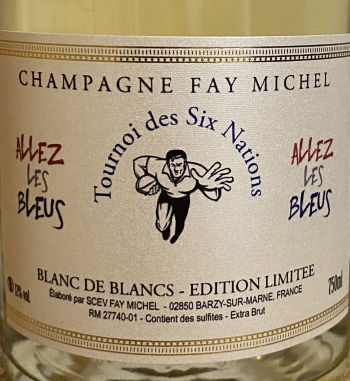 CHAMPAGNE FAY MICHEL
Tournoi des Six Nations
ALLEZ
LES
BLEUS
ALLEZ
LES
BLEUS
BLANC DE BLANCS - EDITION LIMITEE
12% vol.
Élaboré par SCEV FAY MICHEL - 02850 BARZY-SUR-MARNE, FRANCE
750ml
RM 27740-01 - Contient des sulfites - Extra Brut